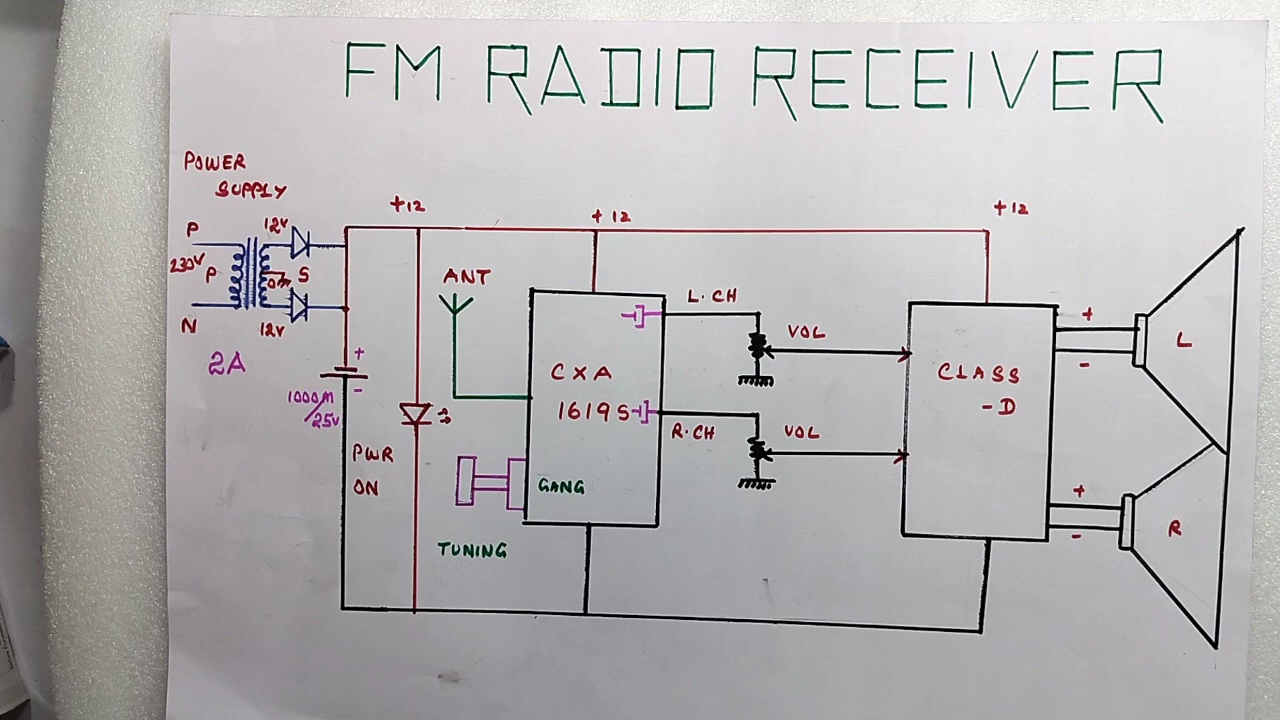 FM RADIO RECEIVER
POWER
SUPPLY
+12
+12
+12
P
12V
230V
P
S
N
12V
2A
+
-
1000M
/25V
PWR
ON
ANT
L.CH
VOL
CXA
1619S
R.CH
VOL
GANG
TUNING
CLASS
-D
+
-
L
+
-
R